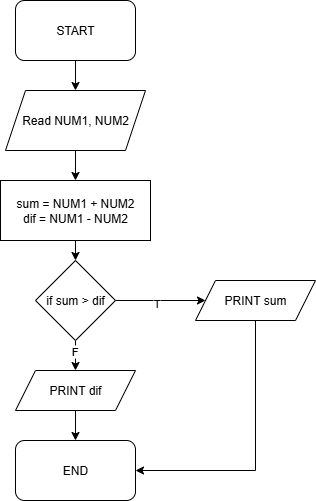 START
Read NUM1, NUM2
sum = NUM1 + NUM2
dif = NUM1 - NUM2
if sum > dif
T
PRINT sum
F
PRINT dif
END